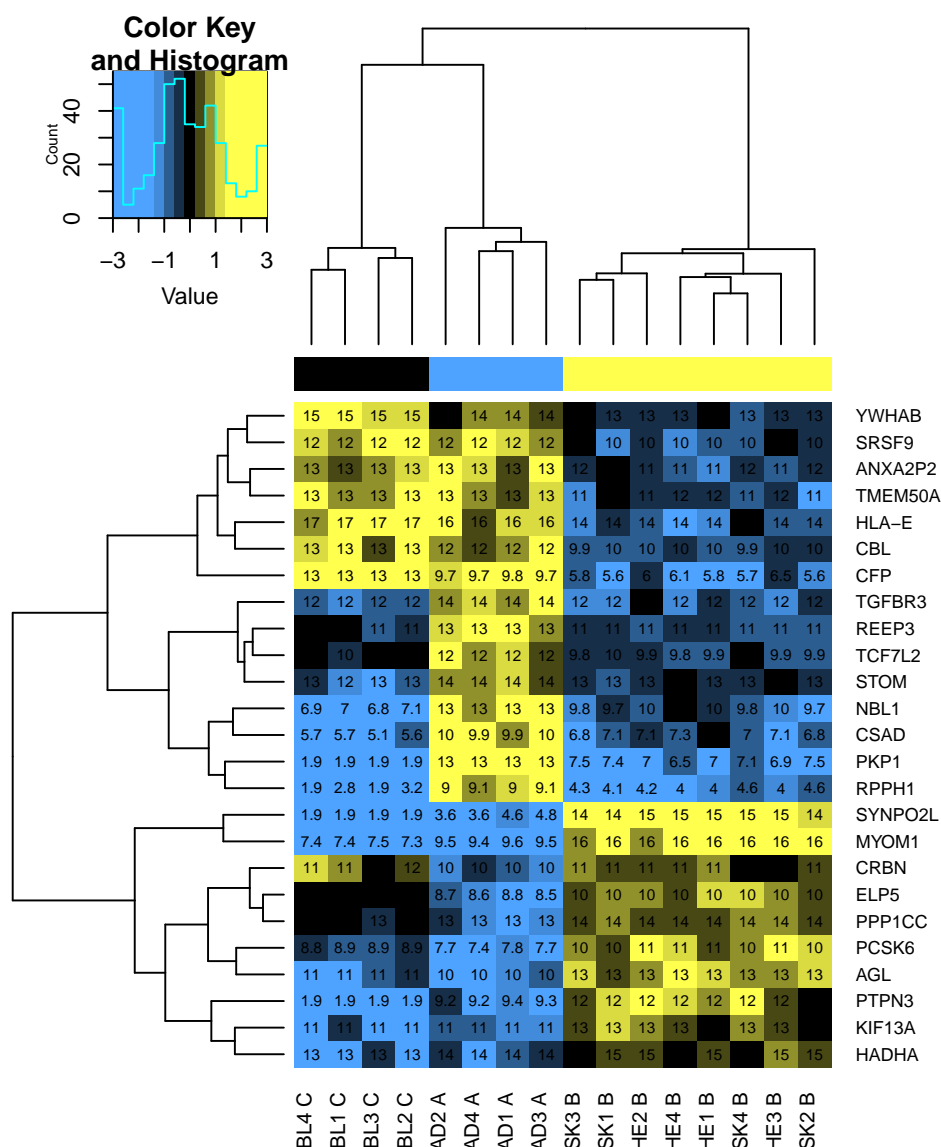 Color Key
and Histogram
Count
0 20 40
−3 −1 1 3
Value
15 15 15 15 14 14 14 13 13 13 13 13 13 YWHAB
12 12 12 12 12 12 12 12 10 10 10 10 10 10 SRSF9
13 13 13 13 13 13 13 13 12 11 11 11 12 11 12 ANXA2P2
13 13 13 13 13 13 13 13 11 11 12 12 11 12 11 TMEM50A
17 17 17 17 16 16 16 16 14 14 14 14 14 14 14 HLA−E
13 13 13 13 12 12 12 12 9.9 10 10 10 10 9.9 10 10 CBL
13 13 13 13 9.7 9.7 9.8 9.7 5.8 5.6 6 6.1 5.8 5.7 6.5 5.6 CFP
12 12 12 12 14 14 14 14 12 12 12 12 12 12 12 TGFBR3
11 11 13 13 13 13 11 11 11 11 11 11 11 11 REEP3
10 12 12 12 12 9.8 10 9.9 9.8 9.9 9.9 9.9 TCF7L2
13 12 13 13 14 14 14 14 13 13 13 13 13 13 STOM
6.9 7 6.8 7.1 13 13 13 13 9.8 9.7 10 10 9.8 10 9.7 NBL1
5.7 5.7 5.1 5.6 10 9.9 9.9 10 6.8 7.1 7.1 7.3 7 7.1 6.8 CSAD
1.9 1.9 1.9 1.9 13 13 13 13 7.5 7.4 7 6.5 7 7.1 6.9 7.5 PKP1
1.9 2.8 1.9 3.2 9 9.1 9 9.1 4.3 4.1 4.2 4 4 4.6 4 4.6 RPPH1
1.9 1.9 1.9 1.9 3.6 3.6 4.6 4.8 14 14 15 15 15 15 15 14 SYNPO2L
7.4 7.4 7.5 7.3 9.5 9.4 9.6 9.5 16 16 16 16 16 16 16 16 MYOM1
11 11 12 10 10 10 10 11 11 11 11 11 11 CRBN
8.7 8.6 8.8 8.5 10 10 10 10 10 10 10 10 ELP5
13 13 13 13 13 14 14 14 14 14 14 14 14 PPP1CC
8.8 8.9 8.9 8.9 7.7 7.4 7.8 7.7 10 10 11 11 11 10 11 10 PCSK6
11 11 11 11 10 10 10 10 13 13 13 13 13 13 13 13 AGL
1.9 1.9 1.9 1.9 9.2 9.2 9.4 9.3 12 12 12 12 12 12 12 PTPN3
11 11 11 11 11 11 11 11 13 13 13 13 13 13 KIF13A
13 13 13 13 14 14 14 14 15 15 15 15 15 HADHA
BL4 C BL1 C BL3 C BL2 C AD2 A AD4 A AD1 A AD3 A SK3 B SK1 B HE2 B HE4 B HE1 B SK4 B HE3 B SK2 B